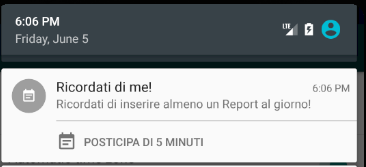 6:06 PM
Friday, June 5
LTE
Ricordati di me!
6:06 PM
Ricordati di inserire almeno un Report al giorno!
POSTICIPA DI 5 MINUTI